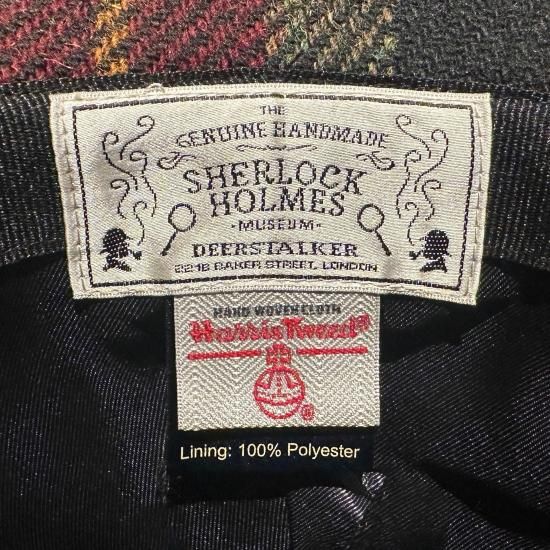 THE
GENUINE HANDMADE
SHERLOCK
HOLMES
-MUSEUM-
DEERSTALKER
221B BAKER STREET, LONDON
HAND WOVEN CLOTH
Harris Tweed®
®
Lining: 100% Polyester